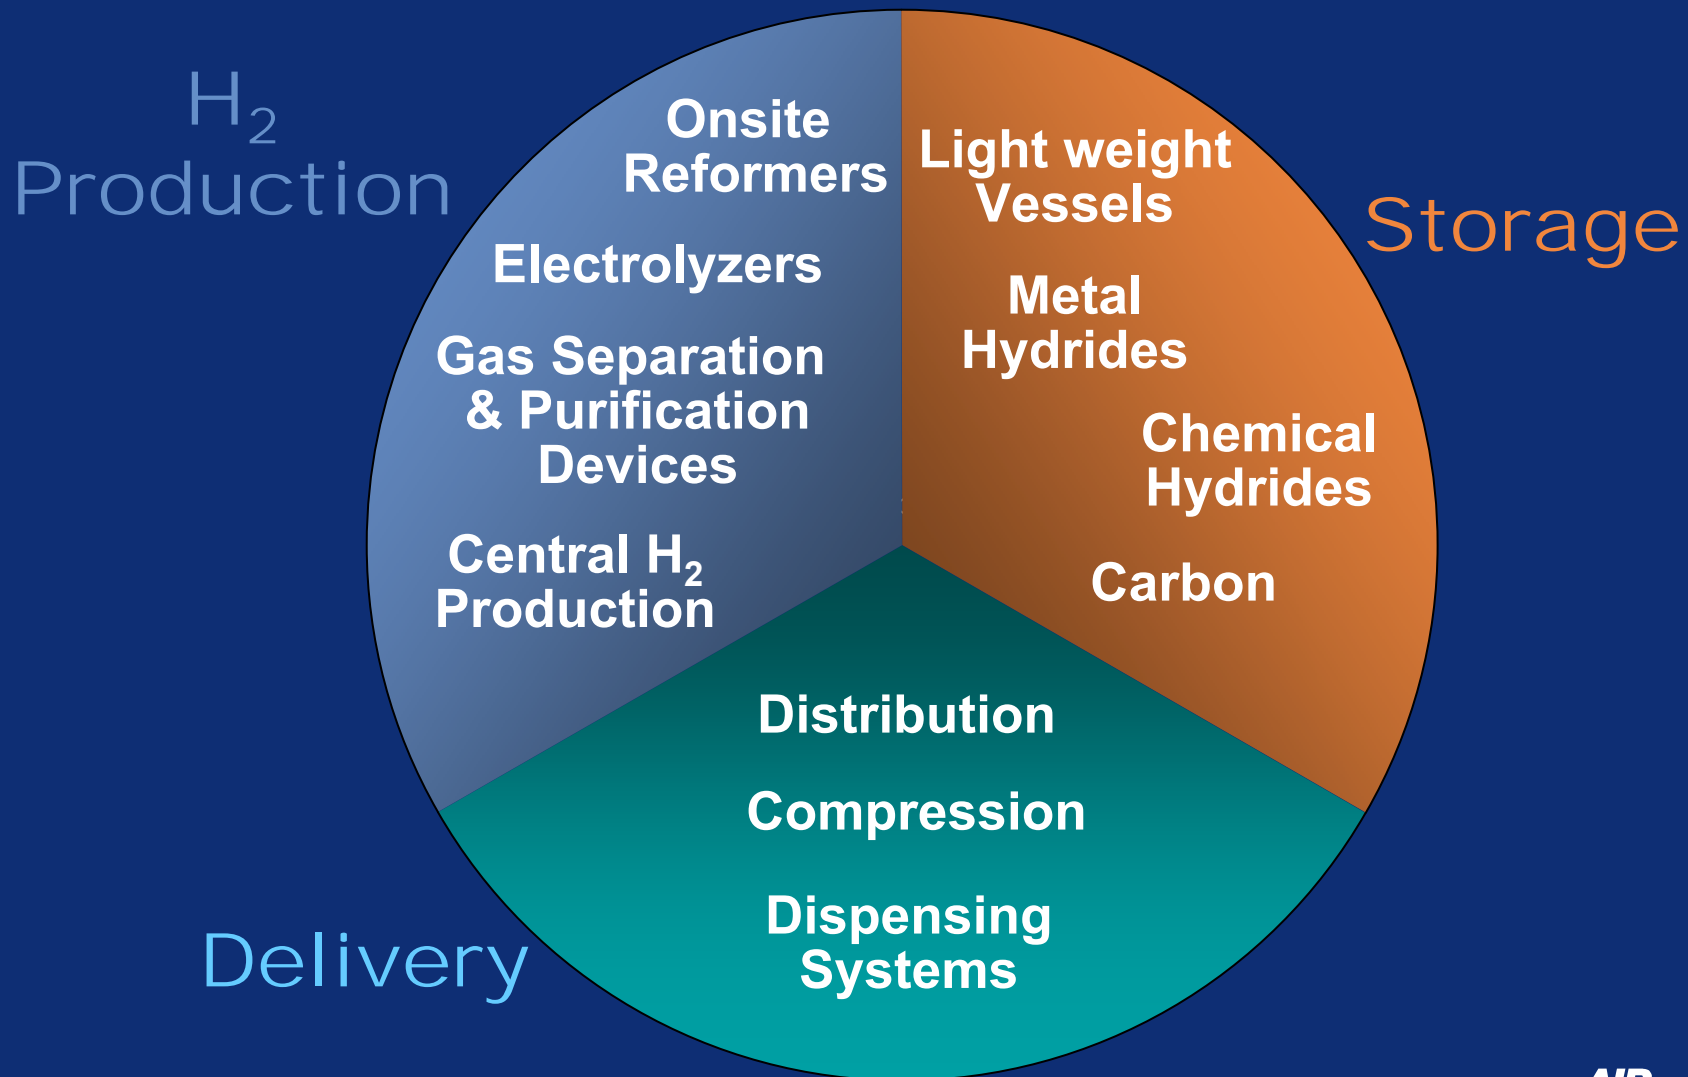 H₂
Production
Onsite
Reformers
Electrolyzers
Gas Separation
& Purification
Devices
Central H₂
Production
Storage
Light weight
Vessels
Metal
Hydrides
Chemical
Hydrides
Carbon
Delivery
Distribution
Compression
Dispensing
Systems